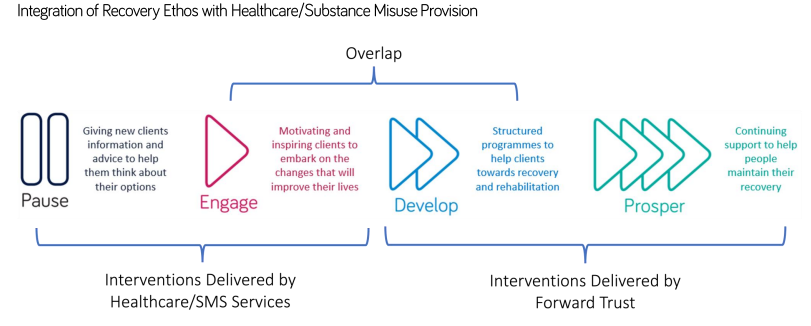 Integration of Recovery Ethos with Healthcare/Substance Misuse Provision
Overlap
Giving new clients
information and
advice to help
them think about
their options
Pause
Motivating and
inspiring clients to
embark on the
changes that will
improve their lives
Engage
Structured
programmes to
help clients
towards recovery
and rehabilitation
Develop
Continuing
support to help
people
maintain their
recovery
Prosper
Interventions Delivered by
Healthcare/SMS Services
Interventions Delivered by
Forward Trust